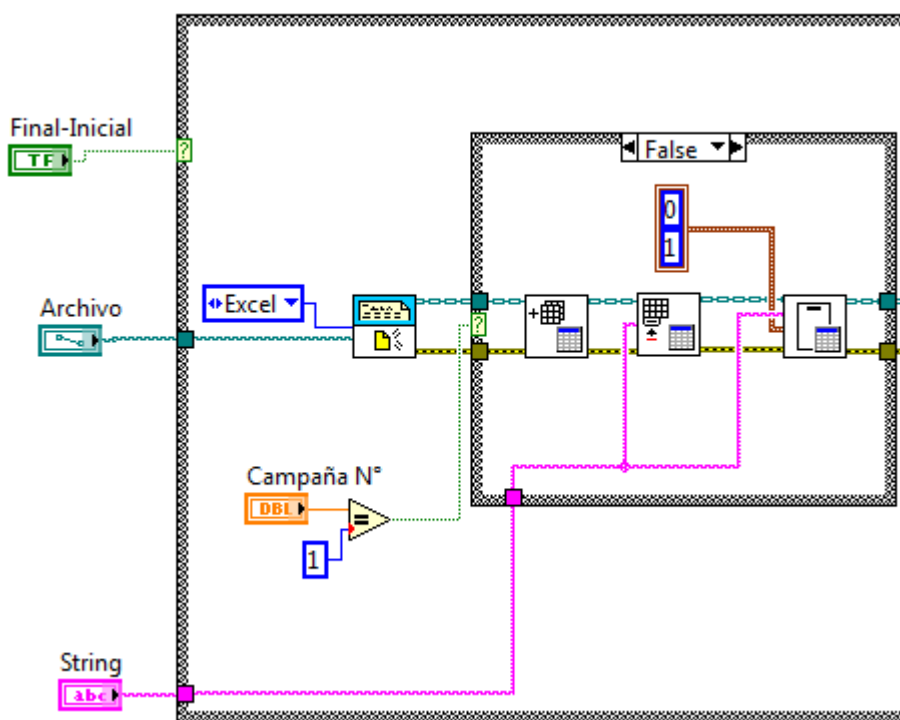 Final-Inicial
TF
False
0
1
Archivo
Excel
Campaña N°
DBL
1
String
abc